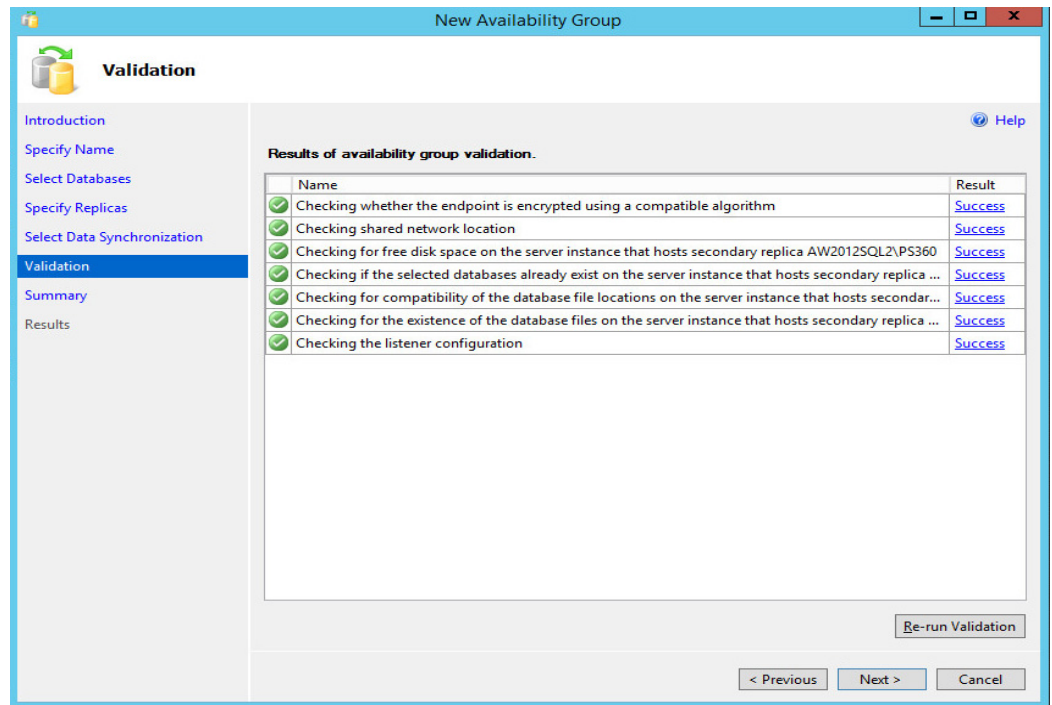 New Availability Group
Validation
Introduction
Specify Name
Select Databases
Specify Replicas
Select Data Synchronization
Validation
Summary
Results
Help
Results of availability group validation.
Name Result
Checking whether the endpoint is encrypted using a compatible algorithm Success
Checking shared network location Success
Checking for free disk space on the server instance that hosts secondary replica AW2012SQL2\PS360 Success
Checking if the selected databases already exist on the server instance that hosts secondary replica ... Success
Checking for compatibility of the database file locations on the server instance that hosts secondar... Success
Checking for the existence of the database files on the server instance that hosts secondary replica ... Success
Checking the listener configuration Success
Re-run Validation
< Previous Next > Cancel